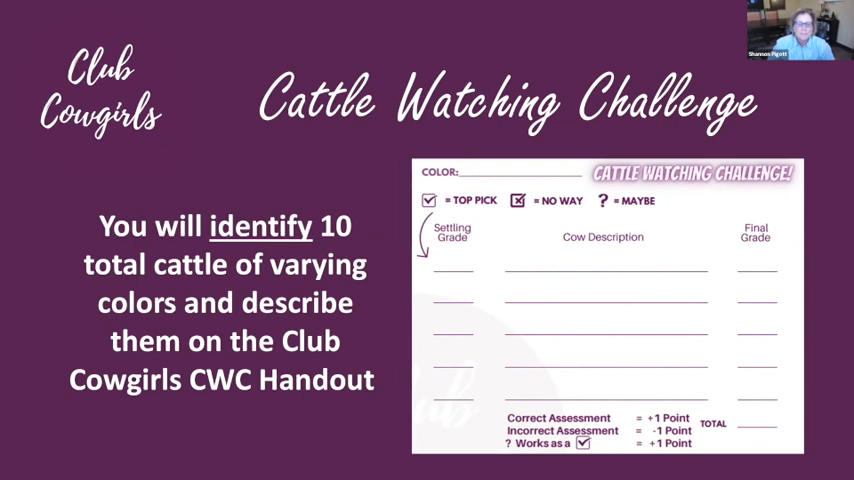 Shannon Pigott
Club
Cowgirls
Cattle Watching Challenge
You will identify 10
total cattle of varying
colors and describe
them on the Club
Cowgirls CWC Handout
COLOR:
CATTLE WATCHING CHALLENGE!
= TOP PICK = NO WAY ? = MAYBE
Settling
Grade
Cow Description
Final
Grade
Correct Assessment = +1 Point
Incorrect Assessment = -1 Point
? Works as a = +1 Point
TOTAL